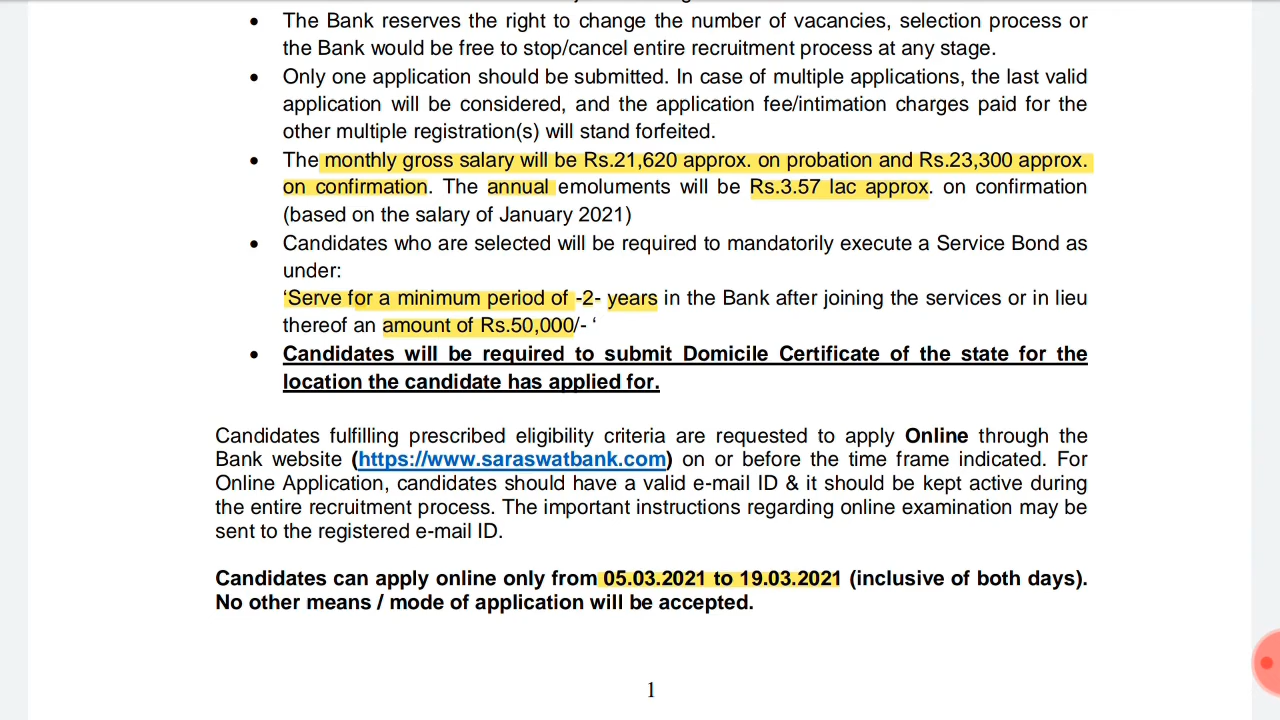 • The Bank reserves the right to change the number of vacancies, selection process or
the Bank would be free to stop/cancel entire recruitment process at any stage.
• Only one application should be submitted. In case of multiple applications, the last valid
application will be considered, and the application fee/intimation charges paid for the
other multiple registration(s) will stand forfeited.
• The monthly gross salary will be Rs.21,620 approx. on probation and Rs.23,300 approx.
on confirmation. The annual emoluments will be Rs.3.57 lac approx. on confirmation
(based on the salary of January 2021)
• Candidates who are selected will be required to mandatorily execute a Service Bond as
under:
‘Serve for a minimum period of -2- years in the Bank after joining the services or in lieu
thereof an amount of Rs.50,000/- ‘
• Candidates will be required to submit Domicile Certificate of the state for the
location the candidate has applied for.
Candidates fulfilling prescribed eligibility criteria are requested to apply Online through the
Bank website (https://www.saraswatbank.com) on or before the time frame indicated. For
Online Application, candidates should have a valid e-mail ID & it should be kept active during
the entire recruitment process. The important instructions regarding online examination may be
sent to the registered e-mail ID.
Candidates can apply online only from 05.03.2021 to 19.03.2021 (inclusive of both days).
No other means / mode of application will be accepted.
1